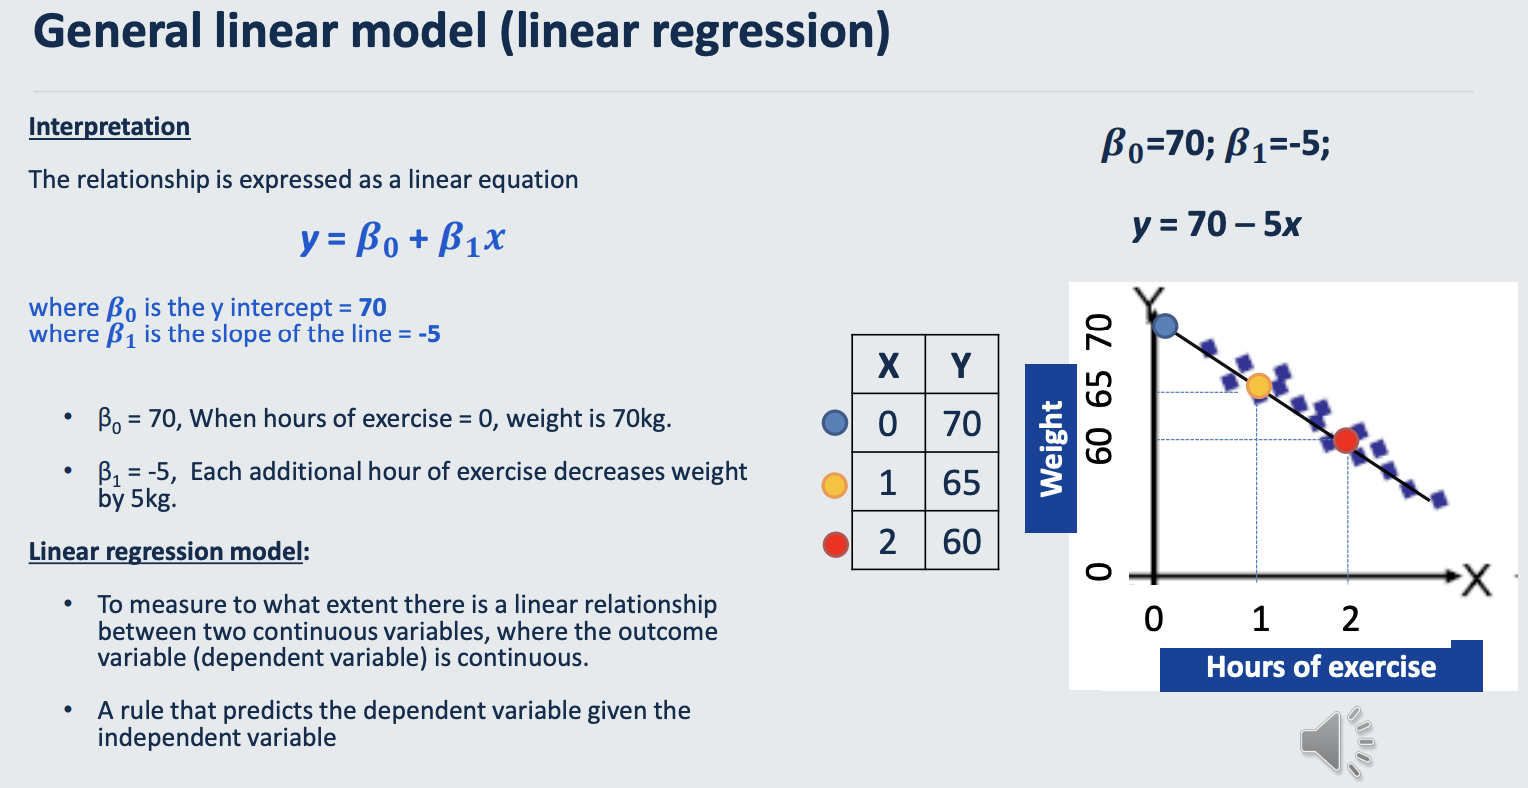 General linear model (linear regression)
Interpretation
The relationship is expressed as a linear equation
y = β₀ + β₁x
where β₀ is the y intercept = 70
where β₁ is the slope of the line = -5
• β₀ = 70, When hours of exercise = 0, weight is 70kg.
• β₁ = -5, Each additional hour of exercise decreases weight
by 5kg.
Linear regression model:
• To measure to what extent there is a linear relationship
between two continuous variables, where the outcome
variable (dependent variable) is continuous.
• A rule that predicts the dependent variable given the
independent variable
X Y
0 70
1 65
2 60
β₀=70; β₁=-5;
y = 70 – 5x
Y
70
65
60
0
Weight
X
0 1 2
Hours of exercise